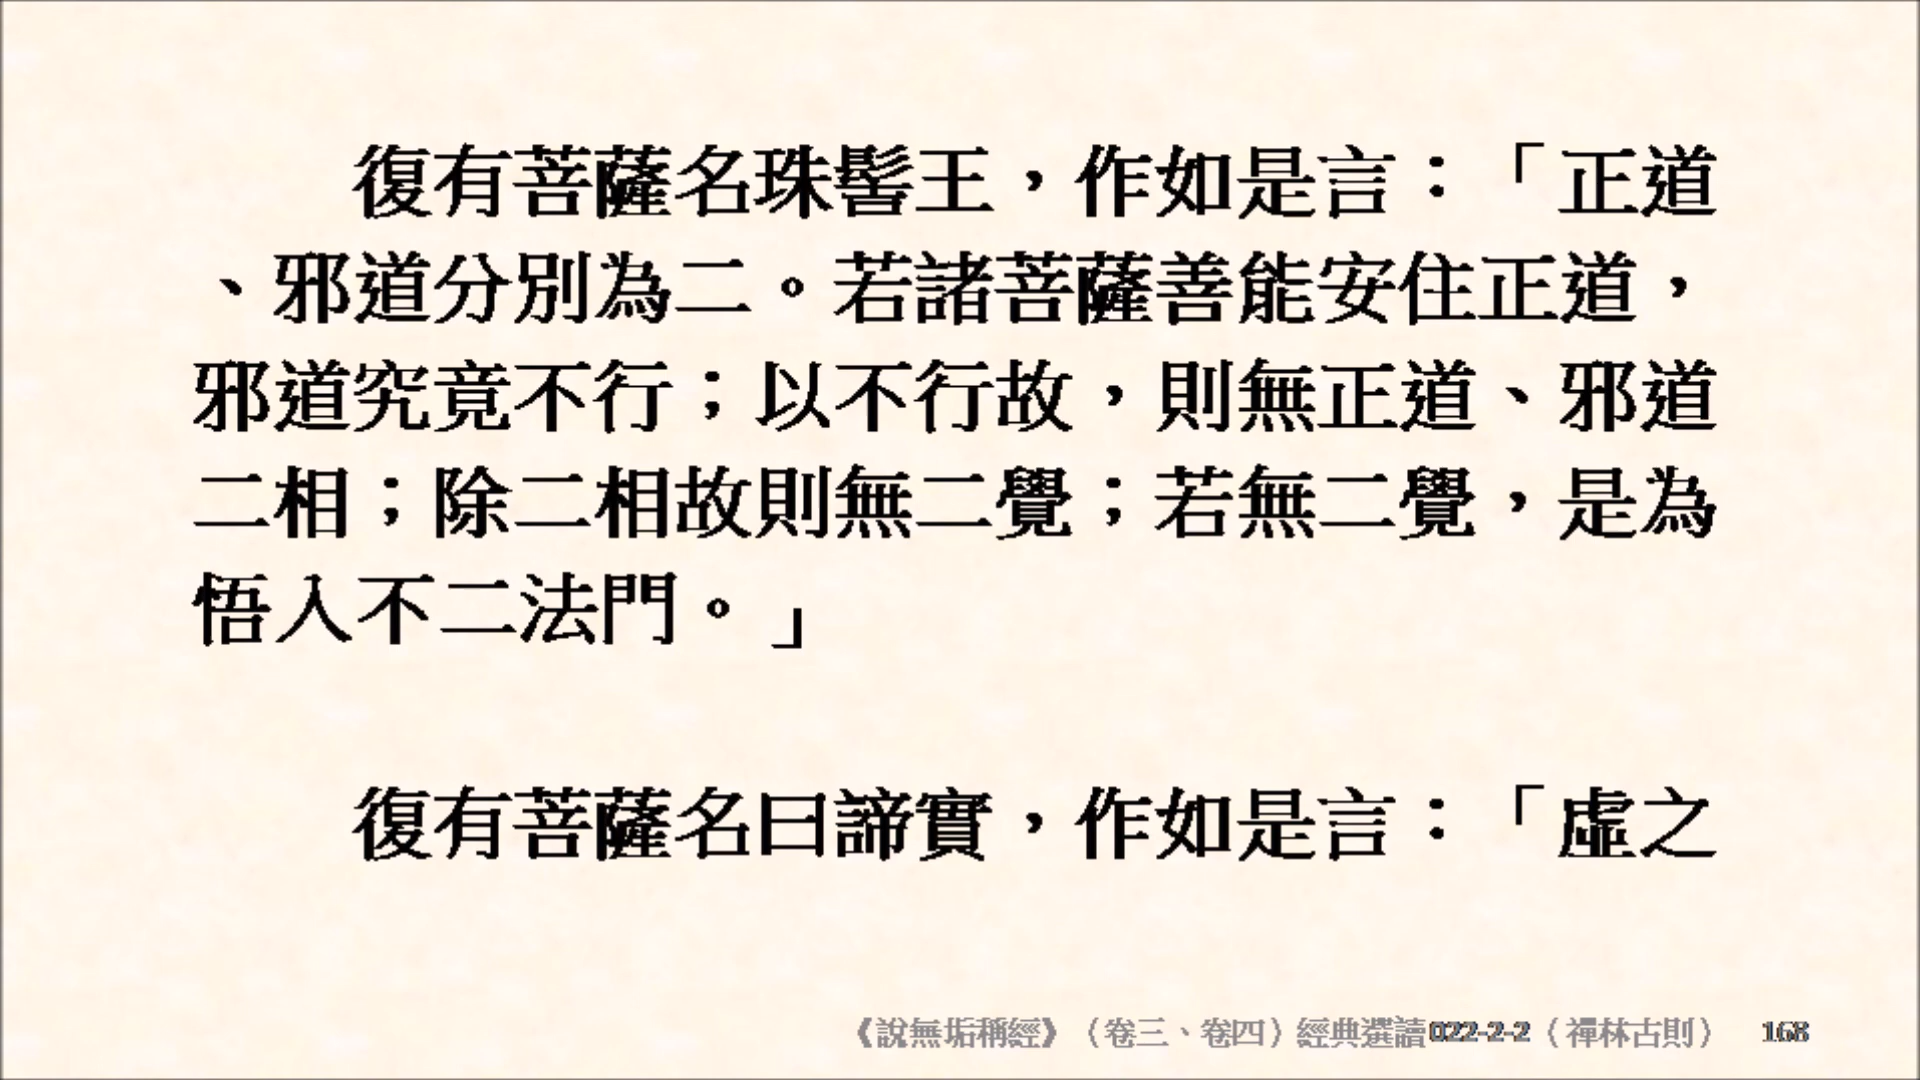 復有菩薩名珠髻王，作如是言：「正道
、邪道分別為二。若諸菩薩善能安住正道，
邪道究竟不行；以不行故，則無正道、邪道
二相；除二相故則無二覺；若無二覺，是為
悟入不二法門。」
復有菩薩名曰諦實，作如是言：「虛之
《說無垢稱經》（卷三、卷四）經典選讀022-2-2（禪林古則） 168